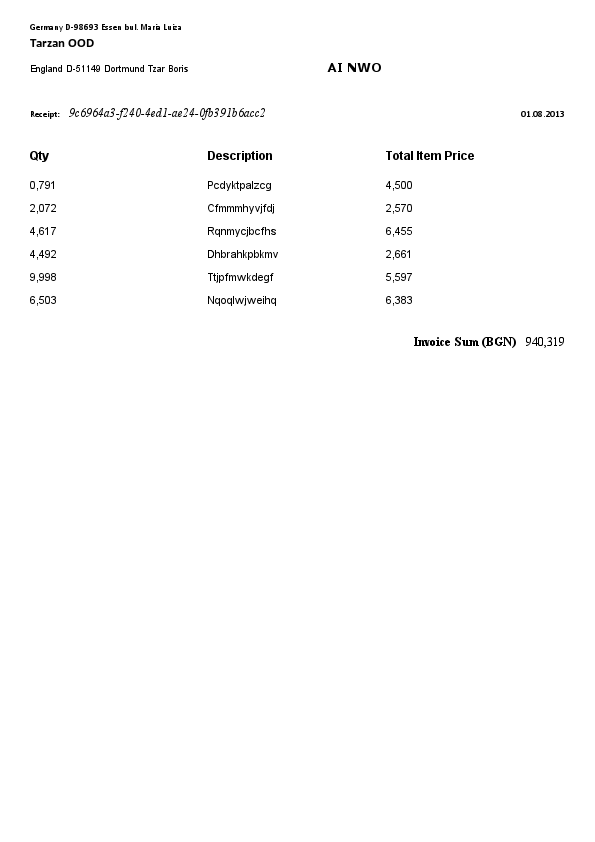 Germany D-98693 Essen bul. Maria Luiza
Tarzan OOD
England D-51149 Dortmund Tzar Boris AI NWO
Receipt: 9c6964a3-f240-4ed1-ae24-0fb391b6acc2 01.08.2013
Qty Description Total Item Price
0,791 Pcdyktpalzcg 4,500
2,072 Cfmmmhyvjfdj 2,570
4,617 Rqnmycjbcfhs 6,455
4,492 Dhbrahkpbkmv 2,661
9,998 Ttjpfmwkdegf 5,597
6,503 Nqoqlwjweihq 6,383
Invoice Sum (BGN) 940,319